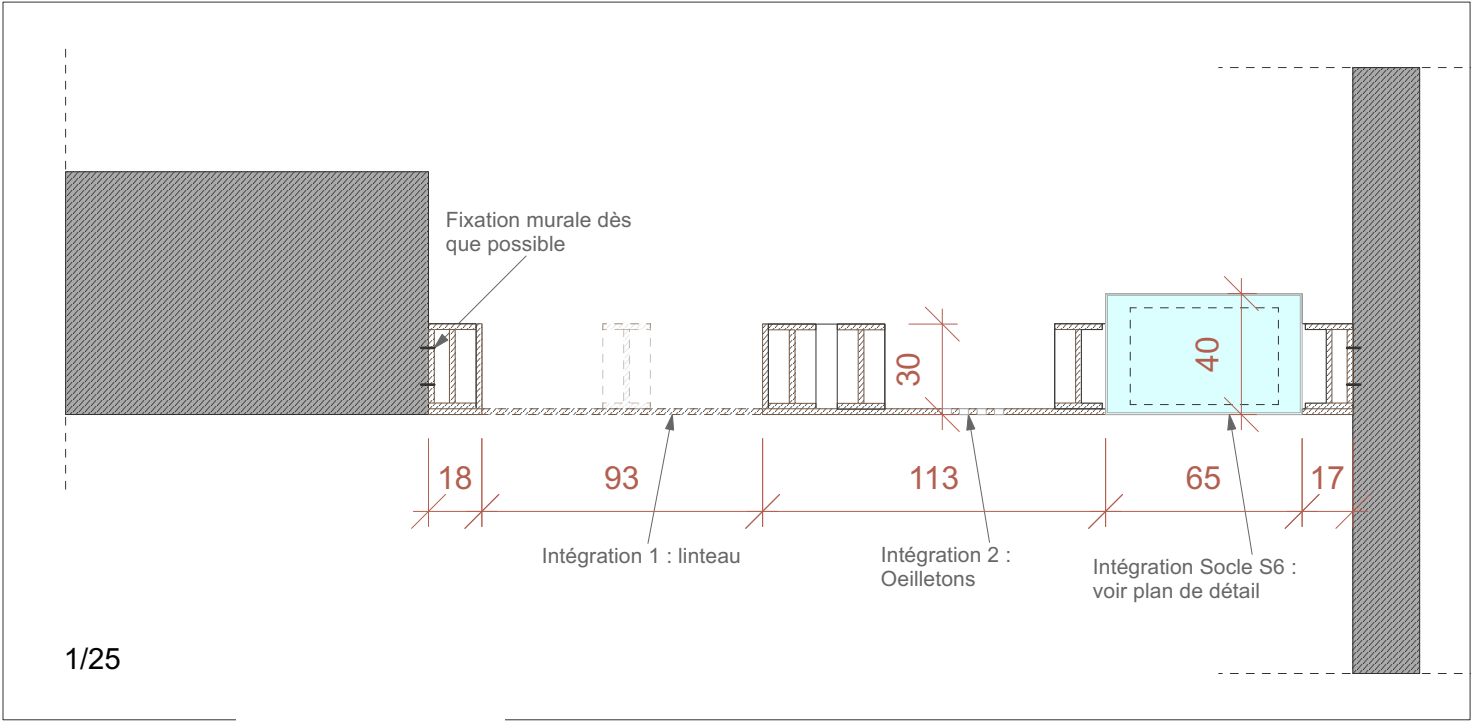 Fixation murale dès
que possible
30
40
18
93
113
65
17
Intégration 1 : linteau
Intégration 2 :
Oeilletons
Intégration Socle S6 :
voir plan de détail
1/25